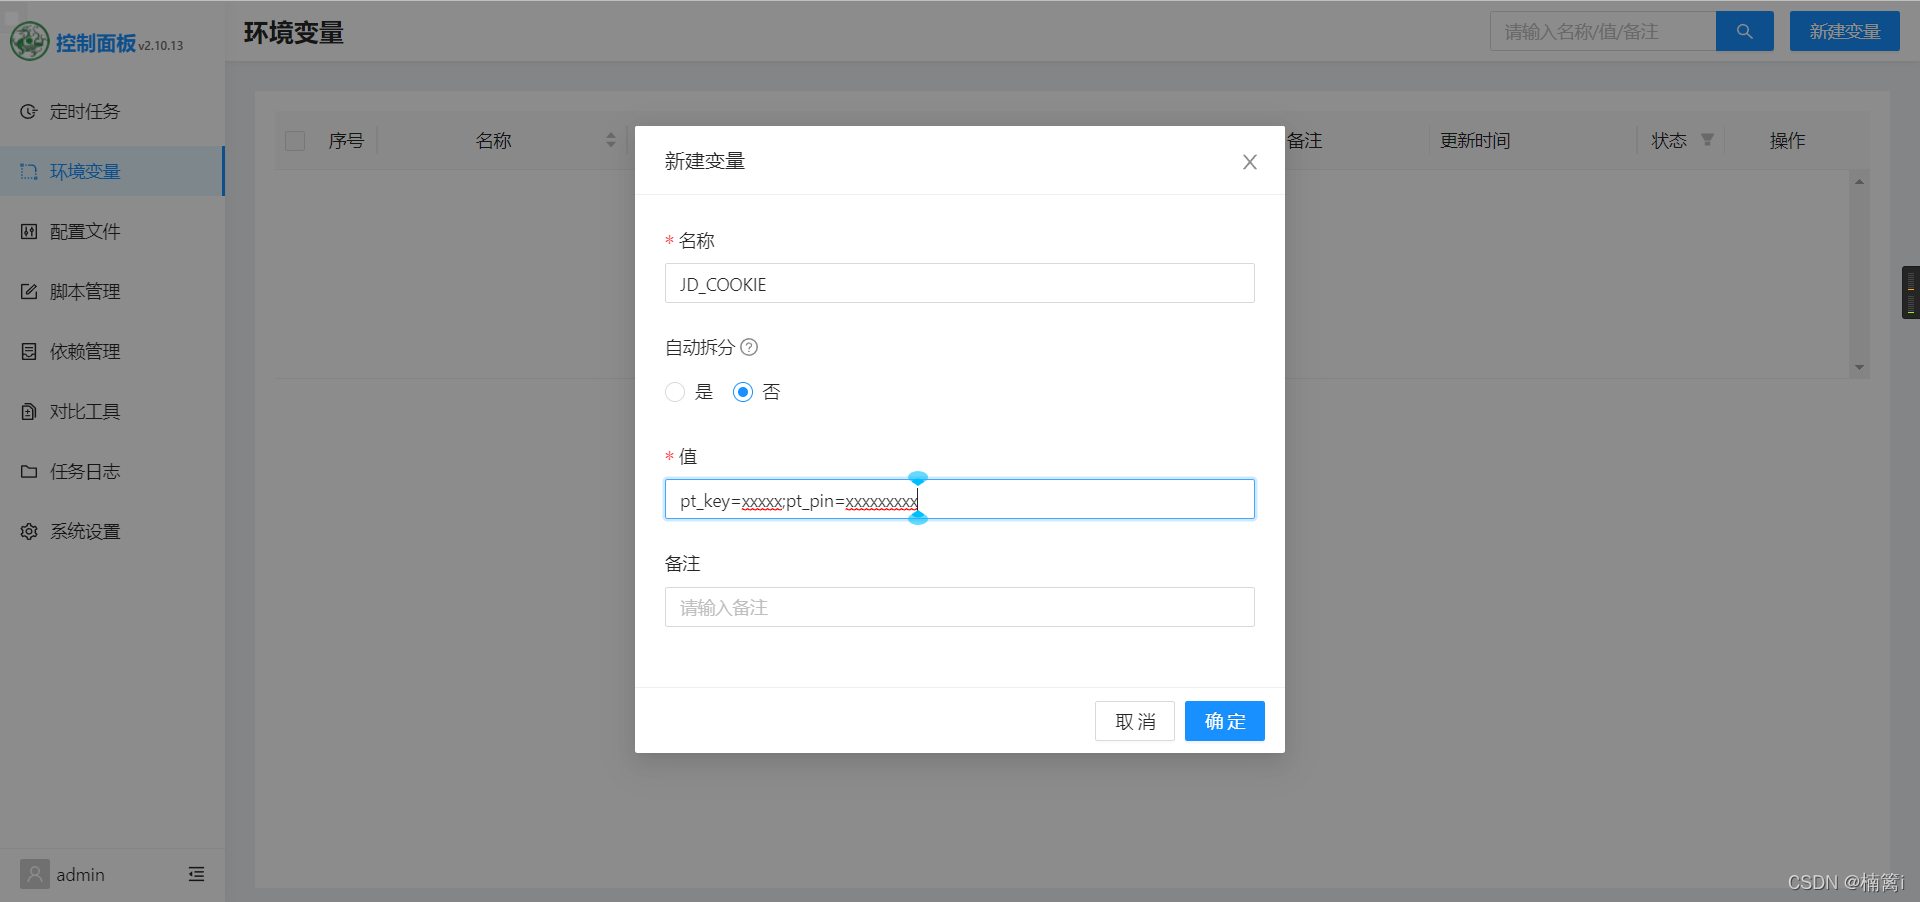 控制面板 v2.10.13
环境变量
请输入名称/值/备注
新建变量
定时任务
环境变量
配置文件
脚本管理
依赖管理
对比工具
任务日志
系统设置
admin
序号 名称 备注 更新时间 状态 操作
新建变量
* 名称
JD_COOKIE
自动拆分
是 否
* 值
pt_key=xxxxx;pt_pin=xxxxxxxxx
备注
请输入备注
取 消 确 定
CSDN @楠篱i